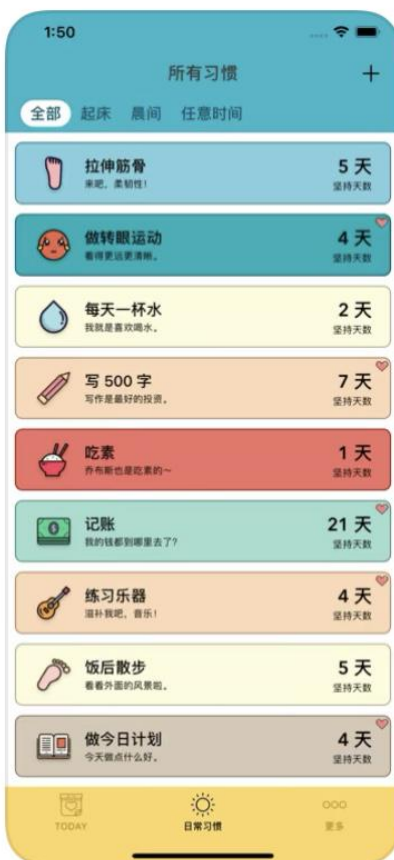 1:50
所有习惯
全部 起床 晨间 任意时间
拉伸筋骨
来吧，柔韧性！
5 天
坚持天数
做转眼运动
看得更远更清晰。
4 天
坚持天数
每天一杯水
我就是喜欢喝水。
2 天
坚持天数
写 500 字
写作是最好的投资。
7 天
坚持天数
吃素
乔布斯也是吃素的～
1 天
坚持天数
记账
我的钱都到哪里去了？
21 天
坚持天数
练习乐器
滋补我吧，音乐！
4 天
坚持天数
饭后散步
看看外面的风景啦。
5 天
坚持天数
做今日计划
今天做点什么好。
4 天
坚持天数
TODAY 日常习惯 更多